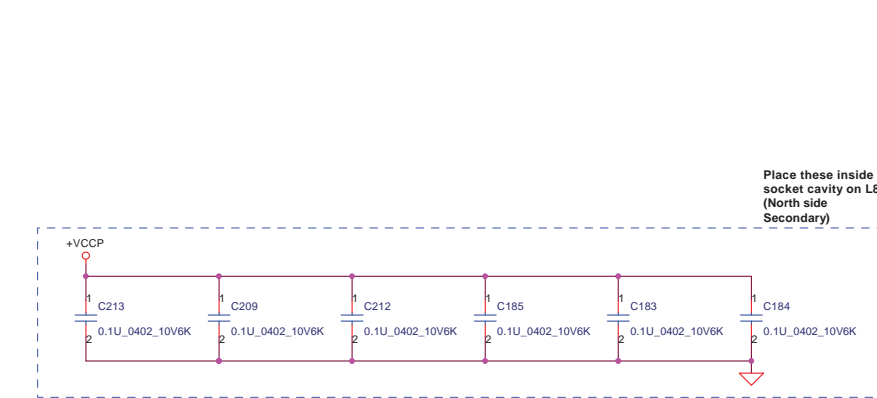 Place these inside
socket cavity on L8
(North side
Secondary)
+VCCP
1 1 1 1 1 1
C213 C209 C212 C185 C183 C184
0.1U_0402_10V6K 0.1U_0402_10V6K 0.1U_0402_10V6K 0.1U_0402_10V6K 0.1U_0402_10V6K 0.1U_0402_10V6K
2 2 2 2 2 2